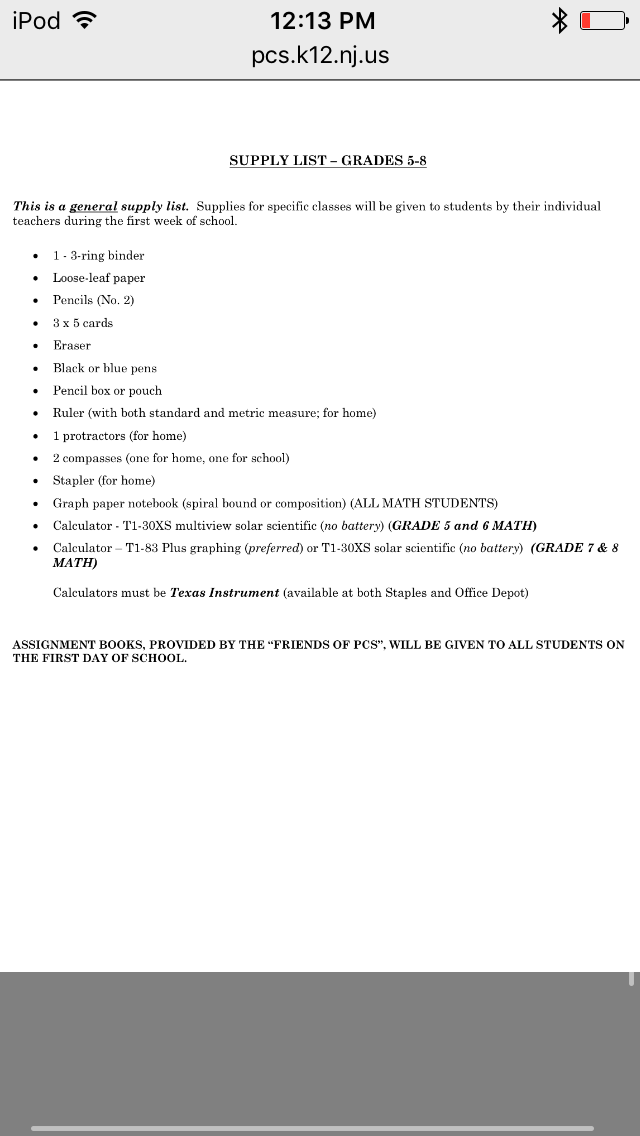 iPod 12:13 PM
pcs.k12.nj.us
SUPPLY LIST – GRADES 5-8
This is a general supply list. Supplies for specific classes will be given to students by their individual
teachers during the first week of school.
• 1 - 3-ring binder
• Loose-leaf paper
• Pencils (No. 2)
• 3 x 5 cards
• Eraser
• Black or blue pens
• Pencil box or pouch
• Ruler (with both standard and metric measure; for home)
• 1 protractors (for home)
• 2 compasses (one for home, one for school)
• Stapler (for home)
• Graph paper notebook (spiral bound or composition) (ALL MATH STUDENTS)
• Calculator - T1-30XS multiview solar scientific (no battery) (GRADE 5 and 6 MATH)
• Calculator – T1-83 Plus graphing (preferred) or T1-30XS solar scientific (no battery) (GRADE 7 & 8
MATH)
Calculators must be Texas Instrument (available at both Staples and Office Depot)
ASSIGNMENT BOOKS, PROVIDED BY THE “FRIENDS OF PCS”, WILL BE GIVEN TO ALL STUDENTS ON
THE FIRST DAY OF SCHOOL.